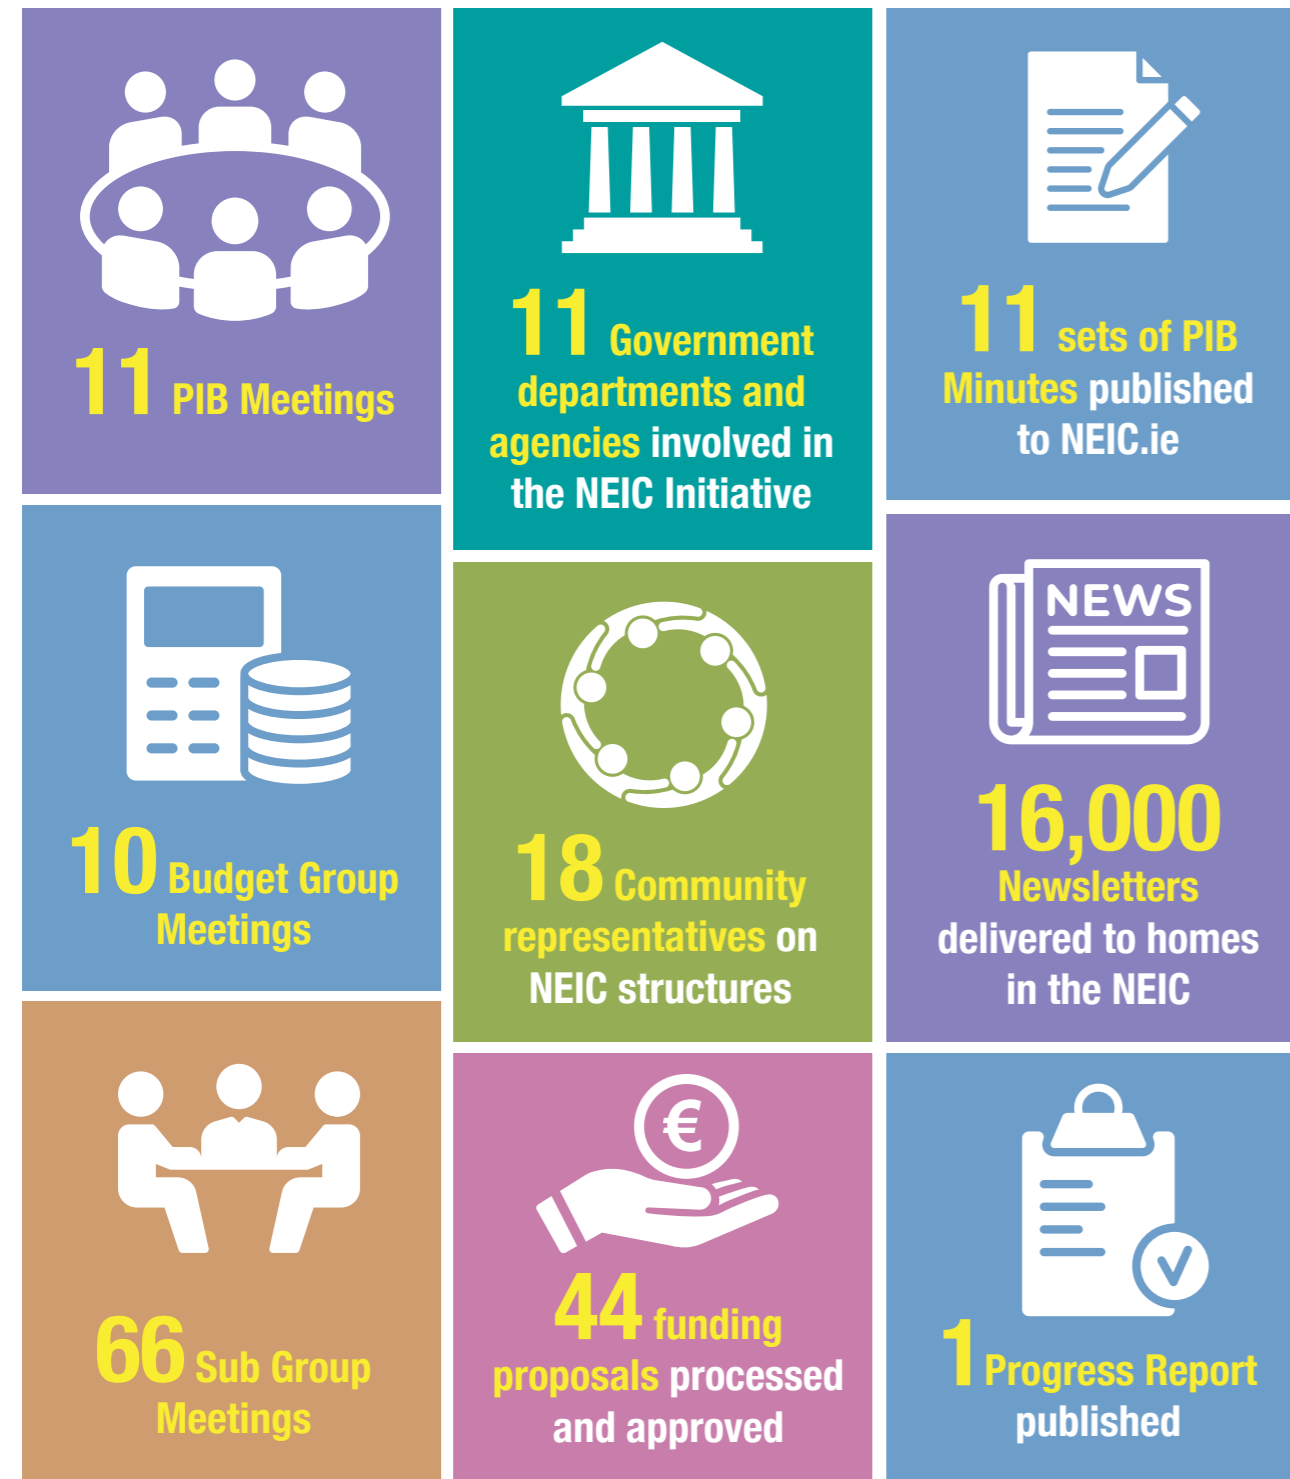 11 PIB Meetings
11 Government
departments and
agencies involved in
the NEIC Initiative
11 sets of PIB
Minutes published
to NEIC.ie
10 Budget Group
Meetings
18 Community
representatives on
NEIC structures
NEWS
16,000
Newsletters
delivered to homes
in the NEIC
66 Sub Group
Meetings
€
44 funding
proposals processed
and approved
1 Progress Report
published